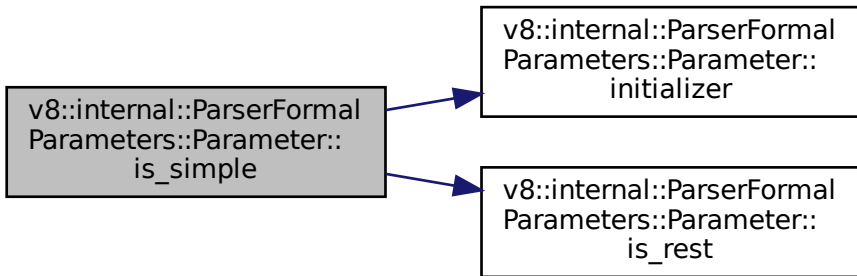 v8::internal::ParserFormal
Parameters::Parameter::
is_simple
v8::internal::ParserFormal
Parameters::Parameter::
initializer
v8::internal::ParserFormal
Parameters::Parameter::
is_rest